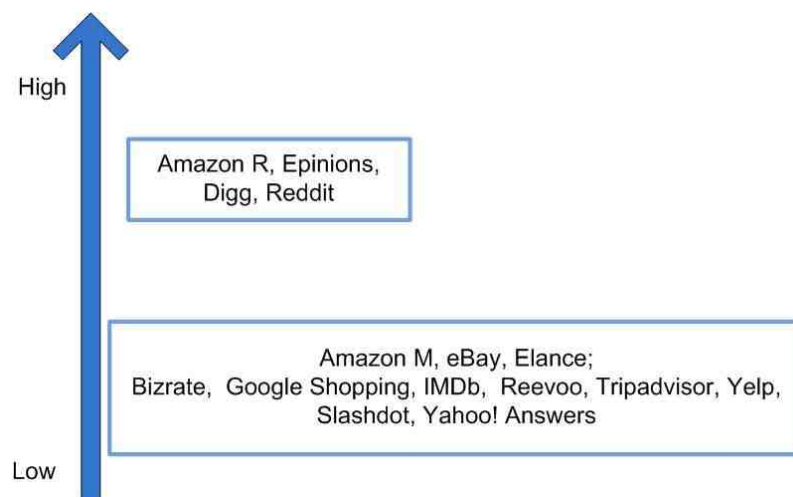 High
Amazon R, Epinions,
Digg, Reddit
Amazon M, eBay, Elance;
Bizrate, Google Shopping, IMDb, Reevoo, Tripadvisor, Yelp,
Slashdot, Yahoo! Answers
Low